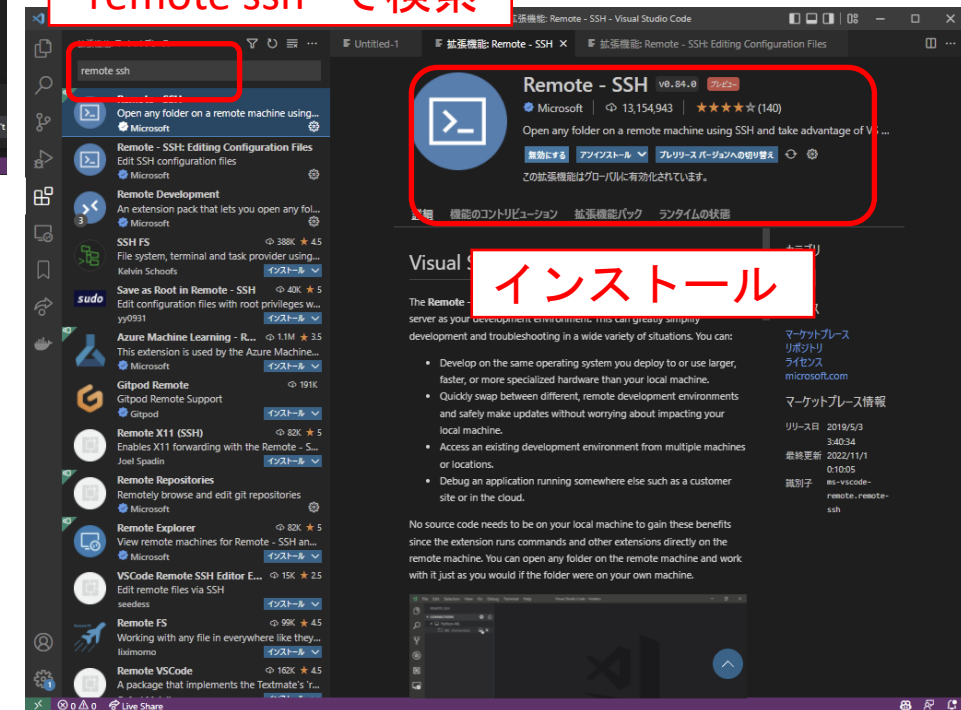 remote ssh で検索
拡張機能: Remote - SSH - Visual Studio Code
remote ssh
Untitled-1
拡張機能: Remote - SSH
拡張機能: Remote - SSH: Editing Configuration Files
Open any folder on a remote machine using...
Microsoft
Remote - SSH: Editing Configuration Files
Edit SSH configuration files
Microsoft
Remote Development
An extension pack that lets you open any fol...
3 Microsoft
SSH FS 388K ★ 4.5
File system, terminal and task provider using...
Kelvin Schoofs インストール
Save as Root in Remote - SSH 40K ★ 5
sudo Edit configuration files with root privileges w...
yy0931 インストール
Azure Machine Learning - R... 1.1M ★ 3.5
This extension is used by the Azure Machine...
Microsoft インストール
Gitpod Remote 191K
Gitpod Remote Support
Gitpod インストール
Remote X11 (SSH) 82K ★ 5
Enables X11 forwarding with the Remote - S...
Joel Spadin インストール
Remote Repositories
Remotely browse and edit git repositories
Microsoft
Remote Explorer 82K ★ 5
View remote machines for Remote - SSH an...
Microsoft インストール
VSCode Remote SSH Editor E... 15K ★ 2.5
Edit remote files via SSH
seedess インストール
Remote FS 99K ★ 4.5
Working with any file in everywhere like they...
liximomo インストール
Remote VSCode 162K ★ 4.5
A package that implements the Textmate's 'r...
Remote - SSH v0.84.0 プレビュー
Microsoft 13,154,943 ★★★★☆ (140)
Open any folder on a remote machine using SSH and take advantage of VS ...
無効にする アンインストール プレリリース バージョンへの切り替え
この拡張機能はグローバルに有効化されています。
詳細 機能のコントリビューション 拡張機能パック ランタイムの状態
Visual S
インストール
The Remote -
server as your development environment. This can greatly simplify
development and troubleshooting in a wide variety of situations. You can:
• Develop on the same operating system you deploy to or use larger,
faster, or more specialized hardware than your local machine.
• Quickly swap between different, remote development environments
and safely make updates without worrying about impacting your
local machine.
• Access an existing development environment from multiple machines
or locations.
• Debug an application running somewhere else such as a customer
site or in the cloud.
No source code needs to be on your local machine to gain these benefits
since the extension runs commands and other extensions directly on the
remote machine. You can open any folder on the remote machine and work
with it just as you would if the folder were on your own machine.
カテゴリ
マーケットプレース
リポジトリ
ライセンス
microsoft.com
マーケットプレース情報
リリース日 2019/5/3
3:40:34
最終更新 2022/11/1
0:10:05
識別子 ms-vscode-
remote.remote-
ssh
0 0 Live Share